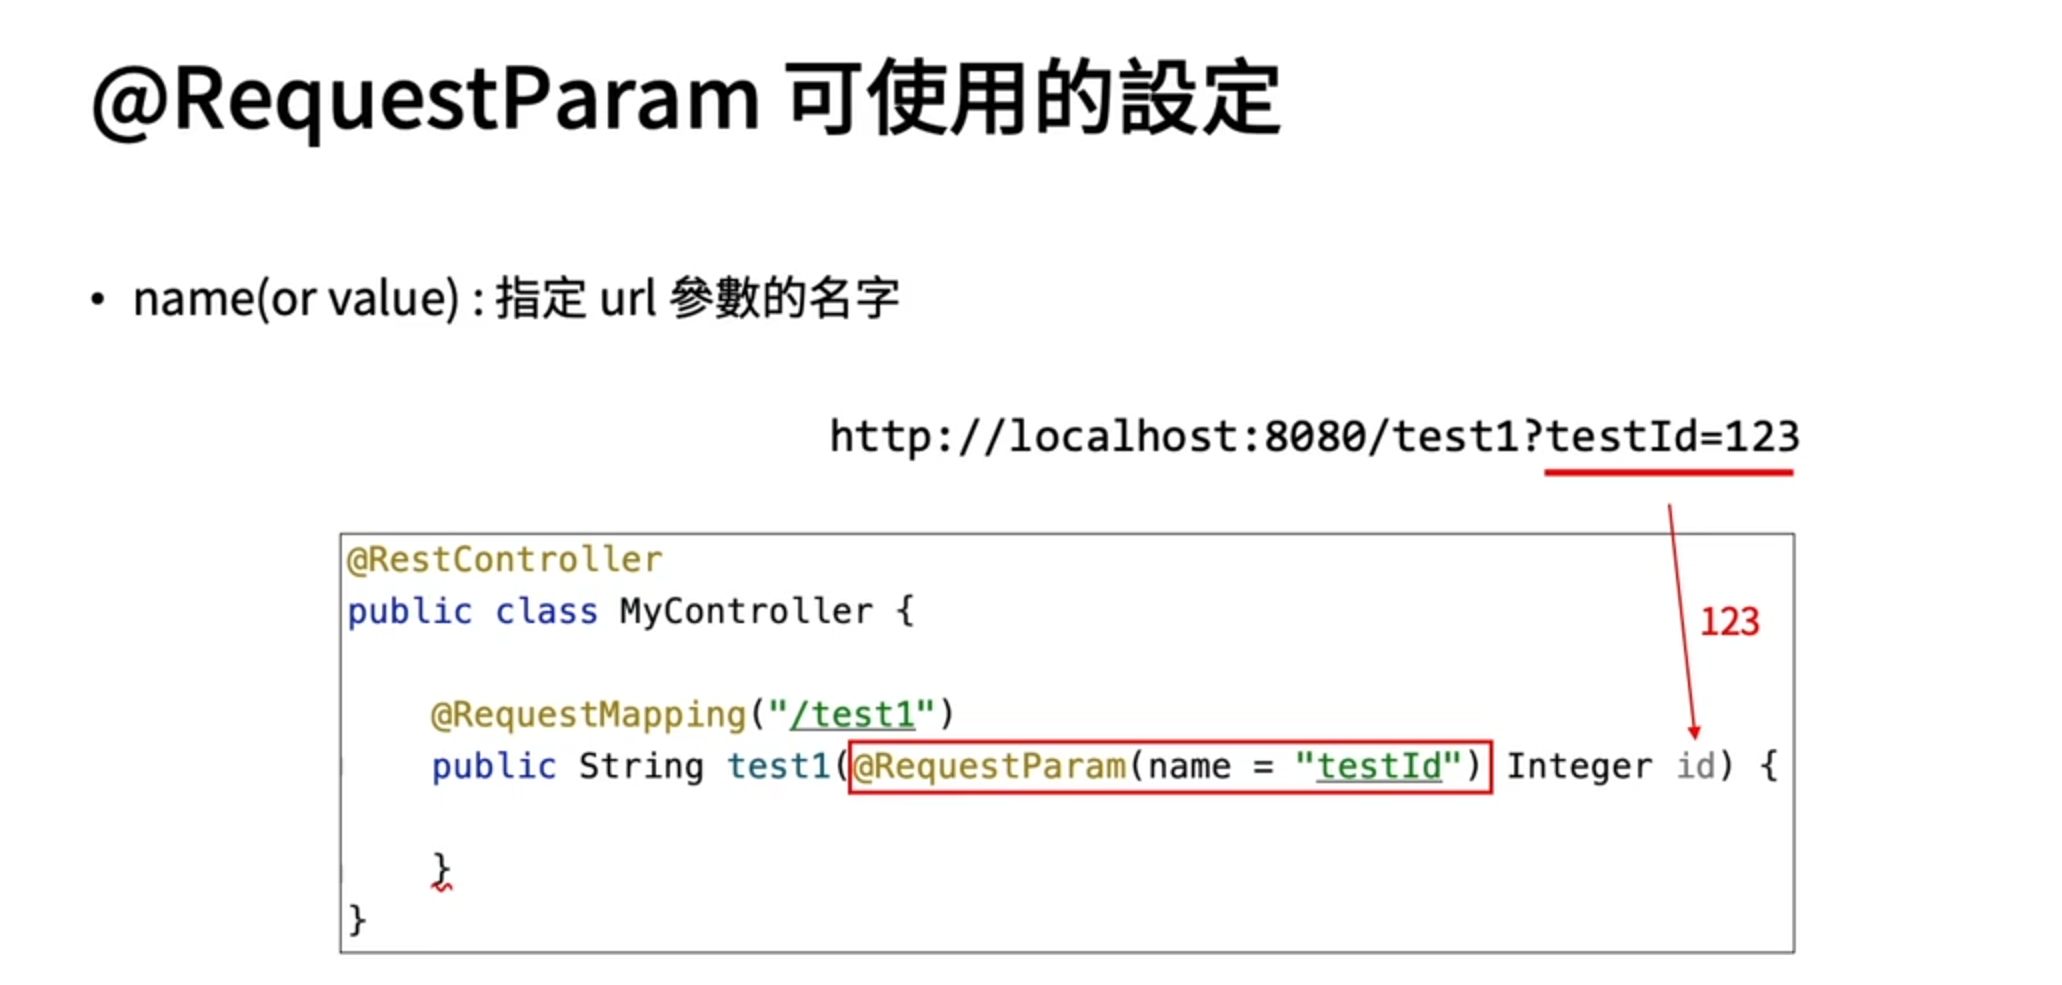 @RequestParam 可使用的設定
• name(or value) : 指定 url 參數的名字
http://localhost:8080/test1?testId=123
@RestController
public class MyController {
123
@RequestMapping("/test1")
public String test1(@RequestParam(name = "testId") Integer id) {
}
}